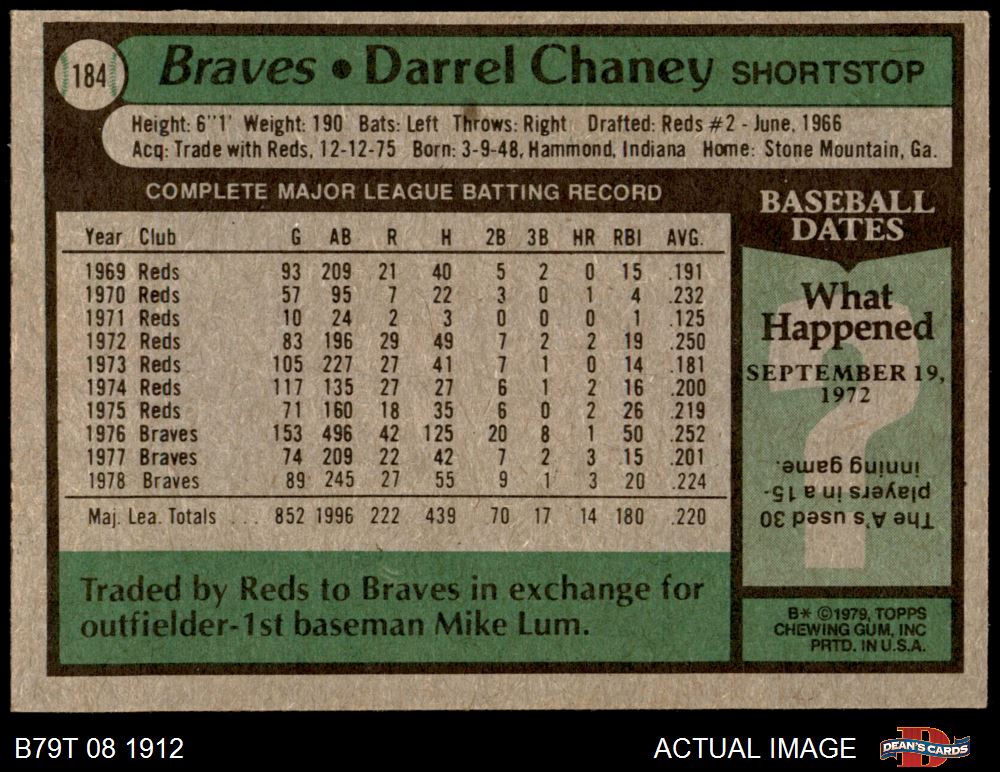 184
Braves • Darrel Chaney SHORTSTOP
Height: 6"1' Weight: 190 Bats: Left Throws: Right Drafted: Reds #2 - June, 1966
Acq: Trade with Reds, 12-12-75 Born: 3-9-48, Hammond, Indiana Home: Stone Mountain, Ga.
COMPLETE MAJOR LEAGUE BATTING RECORD
Year Club G AB R H 2B 3B HR RBI AVG.
1969 Reds 93 209 21 40 5 2 0 15 .191
1970 Reds 57 95 7 22 3 0 1 4 .232
1971 Reds 10 24 2 3 0 0 0 1 .125
1972 Reds 83 196 29 49 7 2 2 19 .250
1973 Reds 105 227 27 41 7 1 0 14 .181
1974 Reds 117 135 27 27 6 1 2 16 .200
1975 Reds 71 160 18 35 6 0 2 26 .219
1976 Braves 153 496 42 125 20 8 1 50 .252
1977 Braves 74 209 22 42 7 2 3 15 .201
1978 Braves 89 245 27 55 9 1 3 20 .224
Maj. Lea. Totals ... 852 1996 222 439 70 17 14 180 .220
Traded by Reds to Braves in exchange for
outfielder-1st baseman Mike Lum.
BASEBALL
DATES
What
Happened
SEPTEMBER 19,
1972
The A's used 30
players in a 15-
inning game.
B* ©1979, TOPPS
CHEWING GUM, INC
PRTD. IN U.S.A.
B79T 08 1912
ACTUAL IMAGE
DEAN'S CARDS